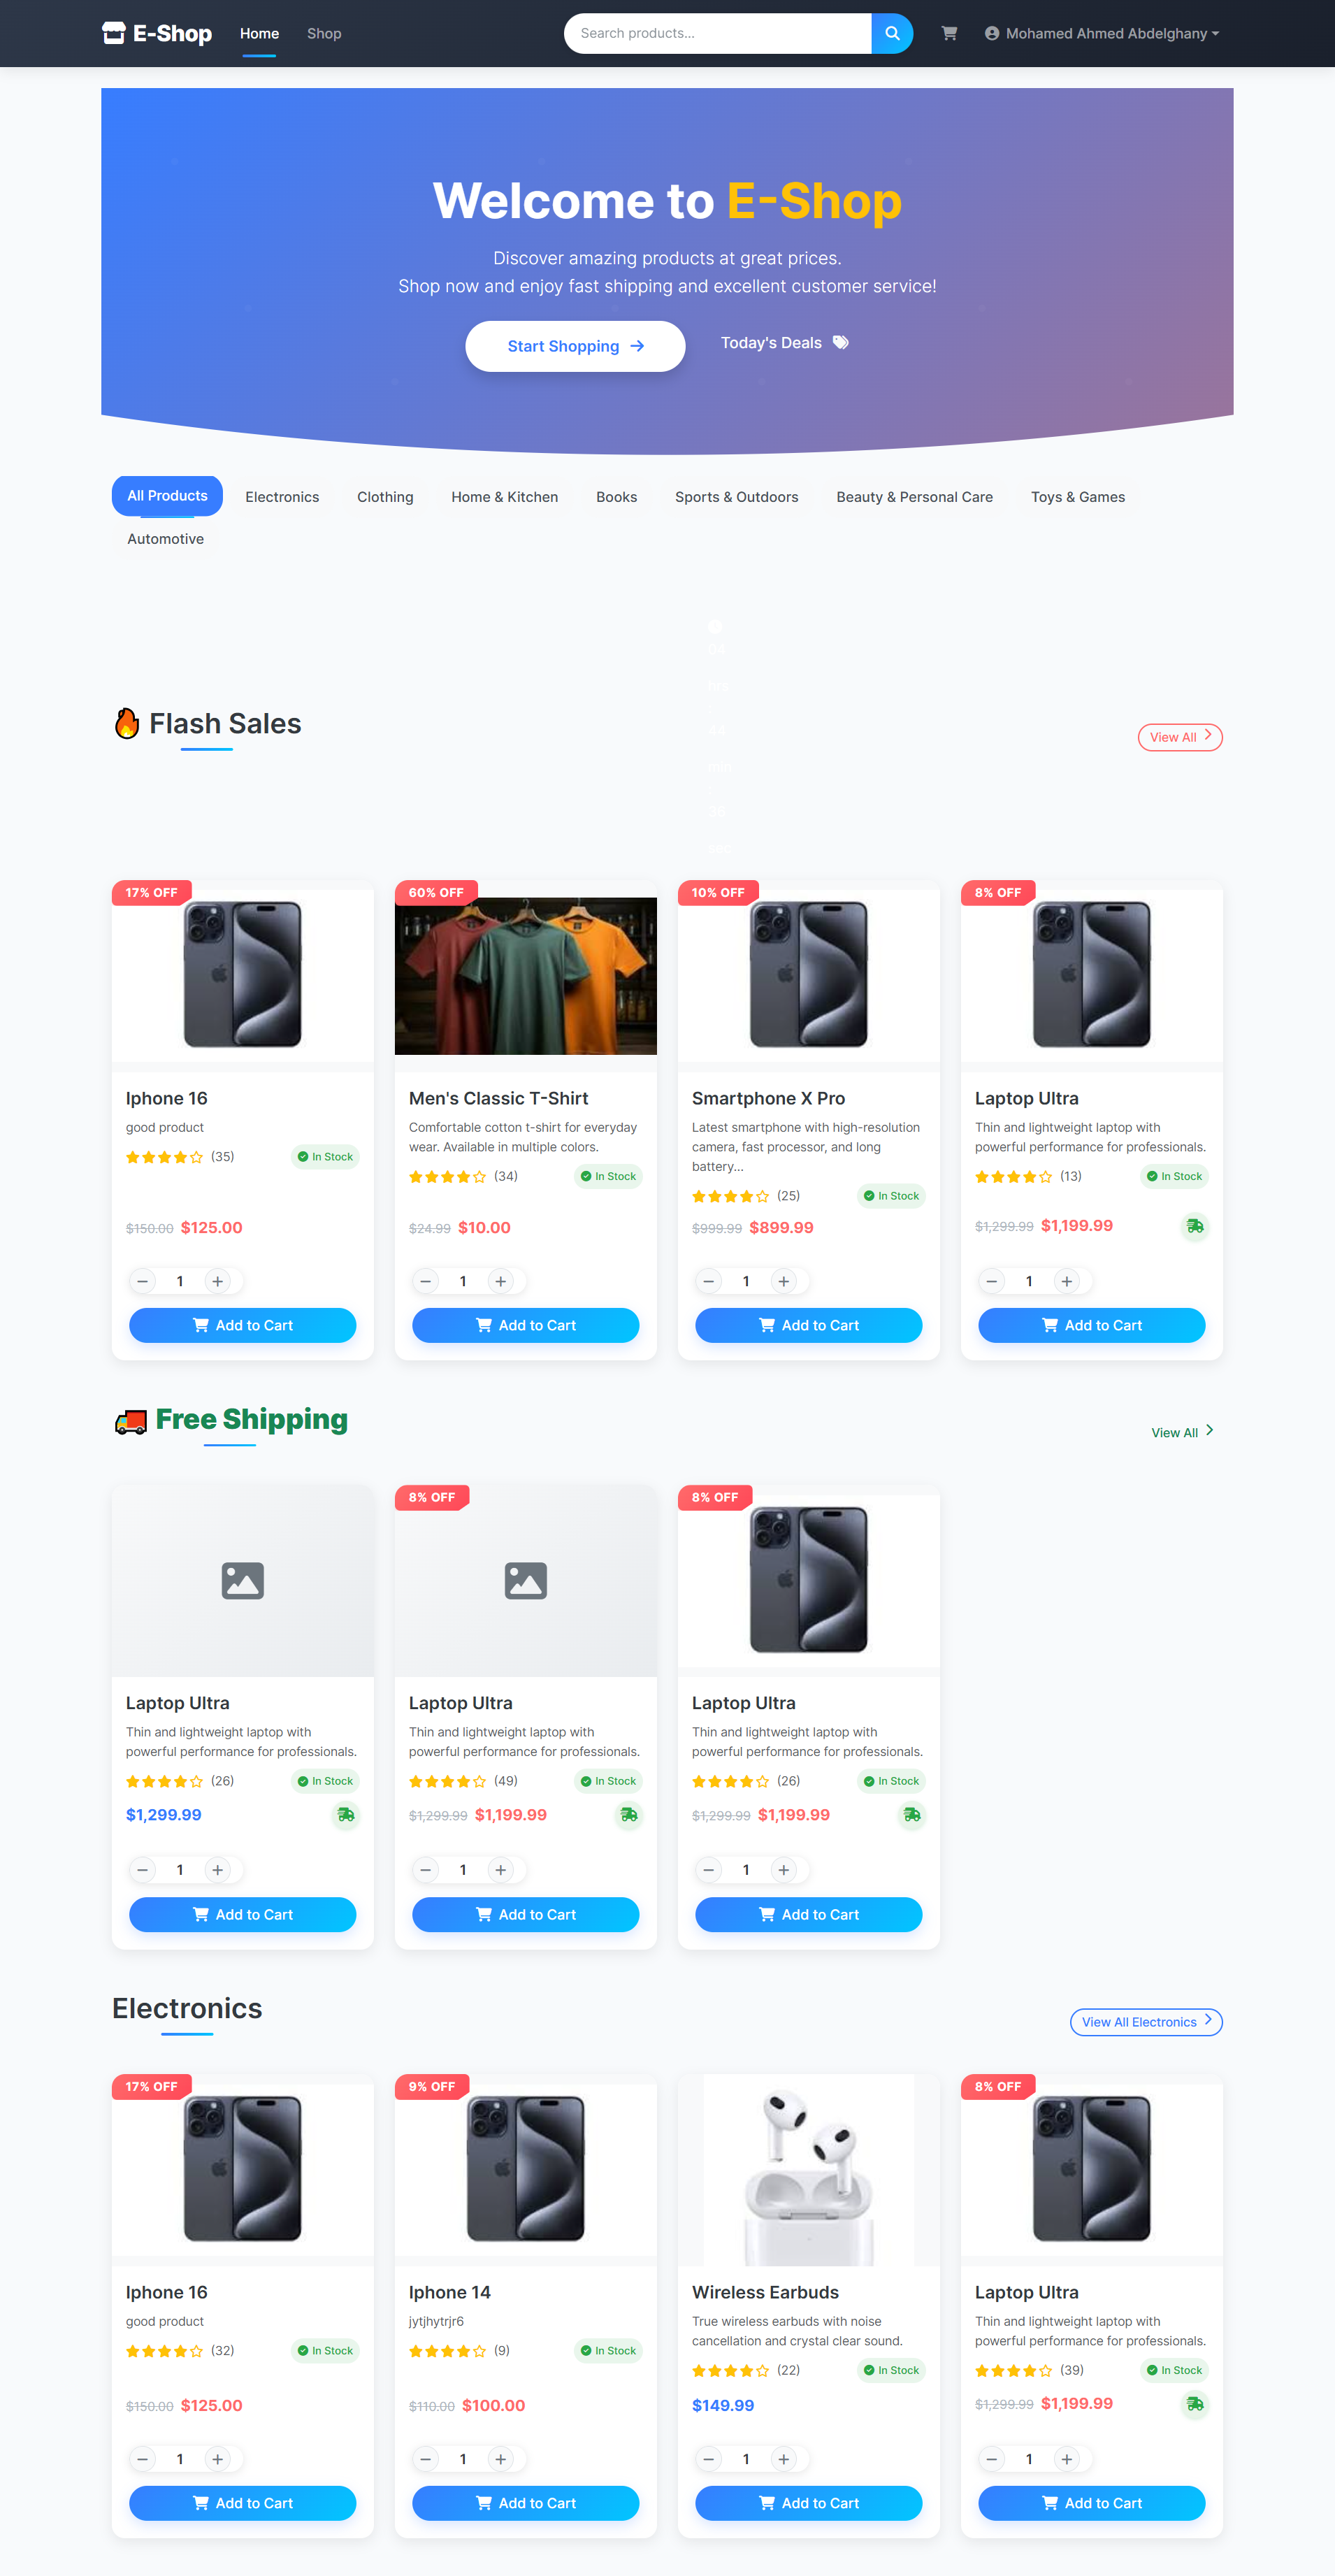 E-Shop
Home
Shop
Search products...
Mohamed Ahmed Abdelghany
Welcome to E-Shop
Discover amazing products at great prices.
Shop now and enjoy fast shipping and excellent customer service!
Start Shopping
Today's Deals
All Products
Electronics
Clothing
Home & Kitchen
Books
Sports & Outdoors
Beauty & Personal Care
Toys & Games
Automotive
Flash Sales
View All
17% OFF
Iphone 16
good product
(35)
In Stock
$150.00 $125.00
1
Add to Cart
60% OFF
Men's Classic T-Shirt
Comfortable cotton t-shirt for everyday
wear. Available in multiple colors.
(34)
In Stock
$24.99 $10.00
1
Add to Cart
10% OFF
Smartphone X Pro
Latest smartphone with high-resolution
camera, fast processor, and long
battery...
(25)
In Stock
$999.99 $899.99
1
Add to Cart
8% OFF
Laptop Ultra
Thin and lightweight laptop with
powerful performance for professionals.
(13)
In Stock
$1,299.99 $1,199.99
1
Add to Cart
Free Shipping
View All
Laptop Ultra
Thin and lightweight laptop with
powerful performance for professionals.
(26)
In Stock
$1,299.99
1
Add to Cart
8% OFF
Laptop Ultra
Thin and lightweight laptop with
powerful performance for professionals.
(49)
In Stock
$1,299.99 $1,199.99
1
Add to Cart
8% OFF
Laptop Ultra
Thin and lightweight laptop with
powerful performance for professionals.
(26)
In Stock
$1,299.99 $1,199.99
1
Add to Cart
Electronics
View All Electronics
17% OFF
Iphone 16
good product
(32)
In Stock
$150.00 $125.00
1
Add to Cart
9% OFF
Iphone 14
jytjhytrjr6
(9)
In Stock
$110.00 $100.00
1
Add to Cart
Wireless Earbuds
True wireless earbuds with noise
cancellation and crystal clear sound.
(22)
In Stock
$149.99
1
Add to Cart
8% OFF
Laptop Ultra
Thin and lightweight laptop with
powerful performance for professionals.
(39)
In Stock
$1,299.99 $1,199.99
1
Add to Cart